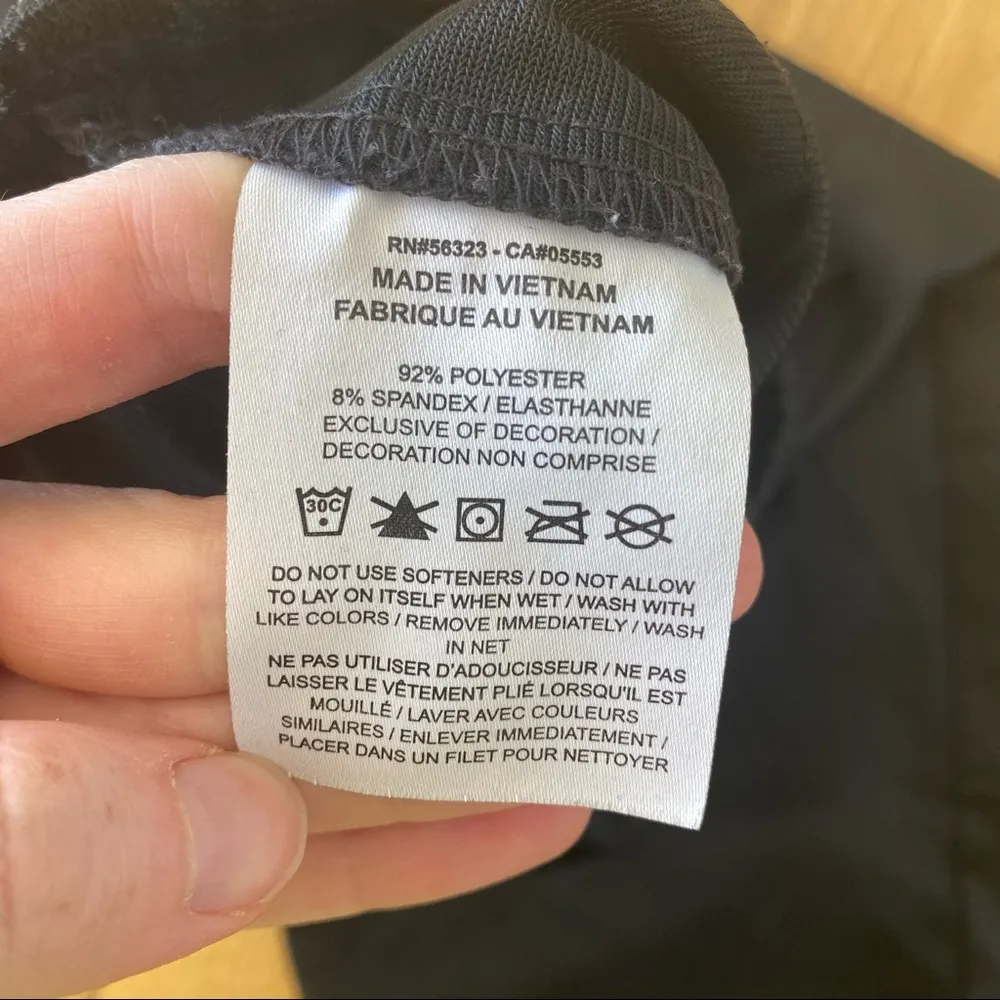 RN#56323 - CA#05553
MADE IN VIETNAM
FABRIQUE AU VIETNAM
92% POLYESTER
8% SPANDEX / ELASTHANNE
EXCLUSIVE OF DECORATION /
DECORATION NON COMPRISE
30C
DO NOT USE SOFTENERS / DO NOT ALLOW
TO LAY ON ITSELF WHEN WET / WASH WITH
LIKE COLORS / REMOVE IMMEDIATELY / WASH
IN NET
NE PAS UTILISER D'ADOUCISSEUR / NE PAS
LAISSER LE VÊTEMENT PLIÉ LORSQU'IL EST
MOUILLÉ / LAVER AVEC COULEURS
SIMILAIRES / ENLEVER IMMEDIATEMENT /
PLACER DANS UN FILET POUR NETTOYER